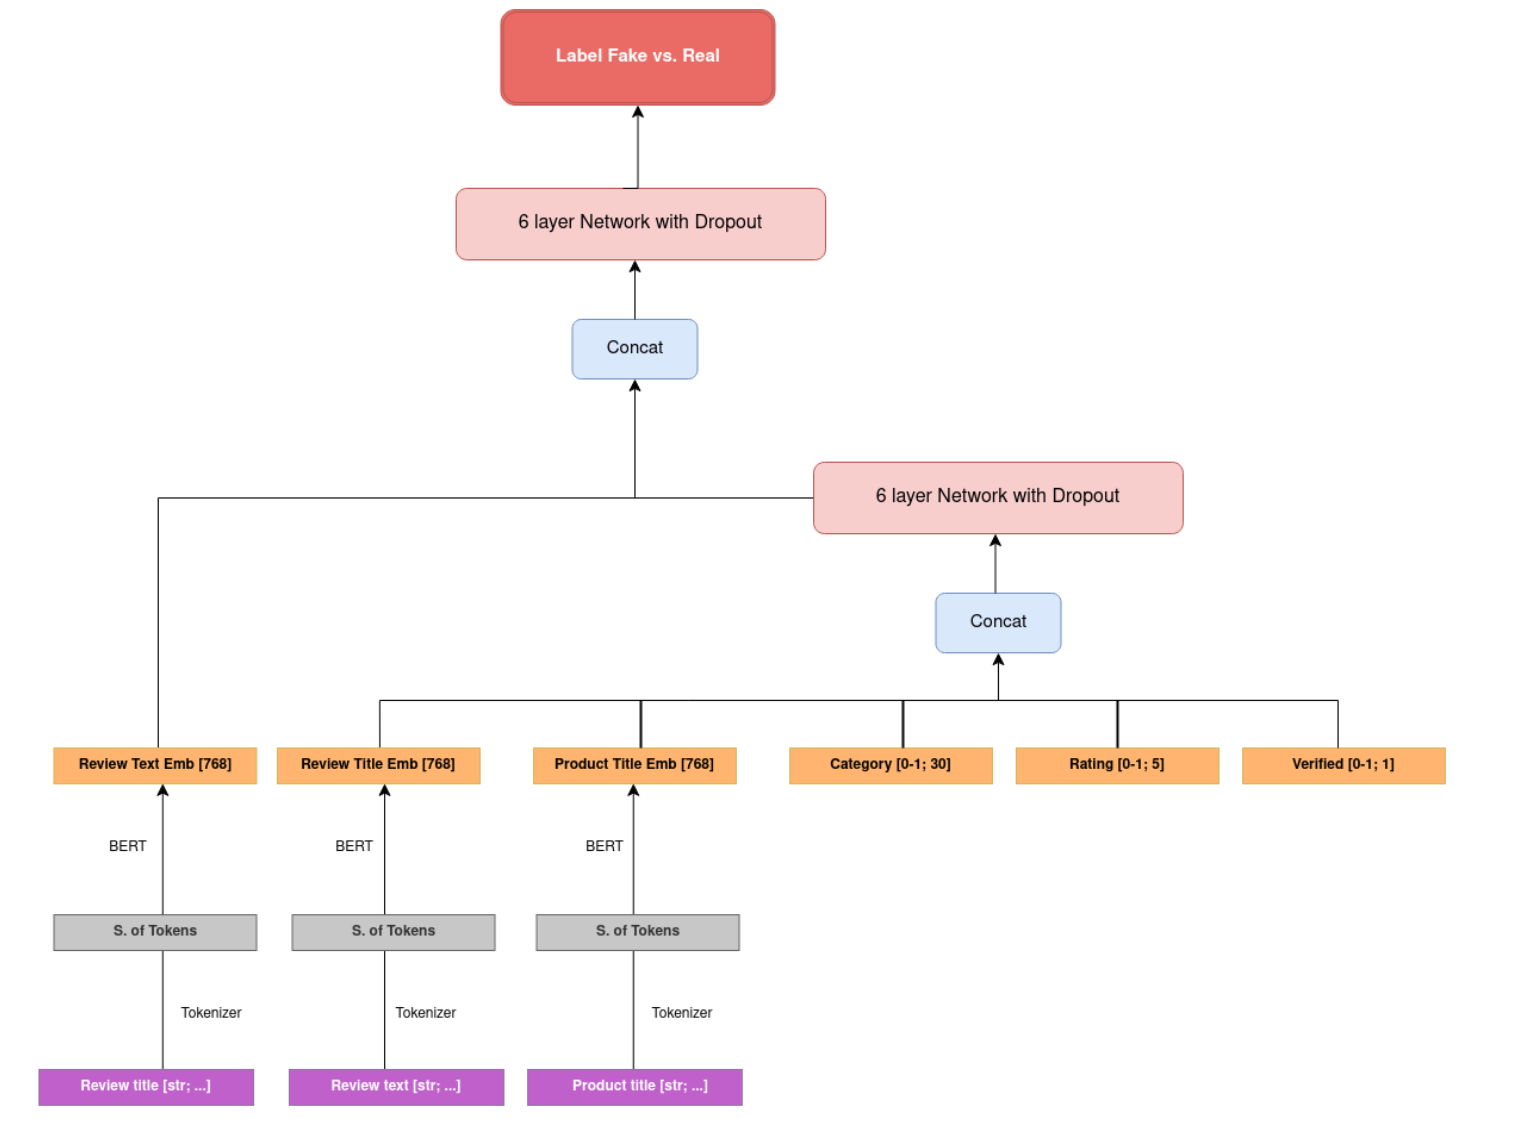 Label Fake vs. Real
6 layer Network with Dropout
Concat
6 layer Network with Dropout
Concat
Review Text Emb [768]
Review Title Emb [768]
Product Title Emb [768]
Category [0-1; 30]
Rating [0-1; 5]
Verified [0-1; 1]
BERT
BERT
BERT
S. of Tokens
S. of Tokens
S. of Tokens
Tokenizer
Tokenizer
Tokenizer
Review title [str; ...]
Review text [str; ...]
Product title [str; ...]